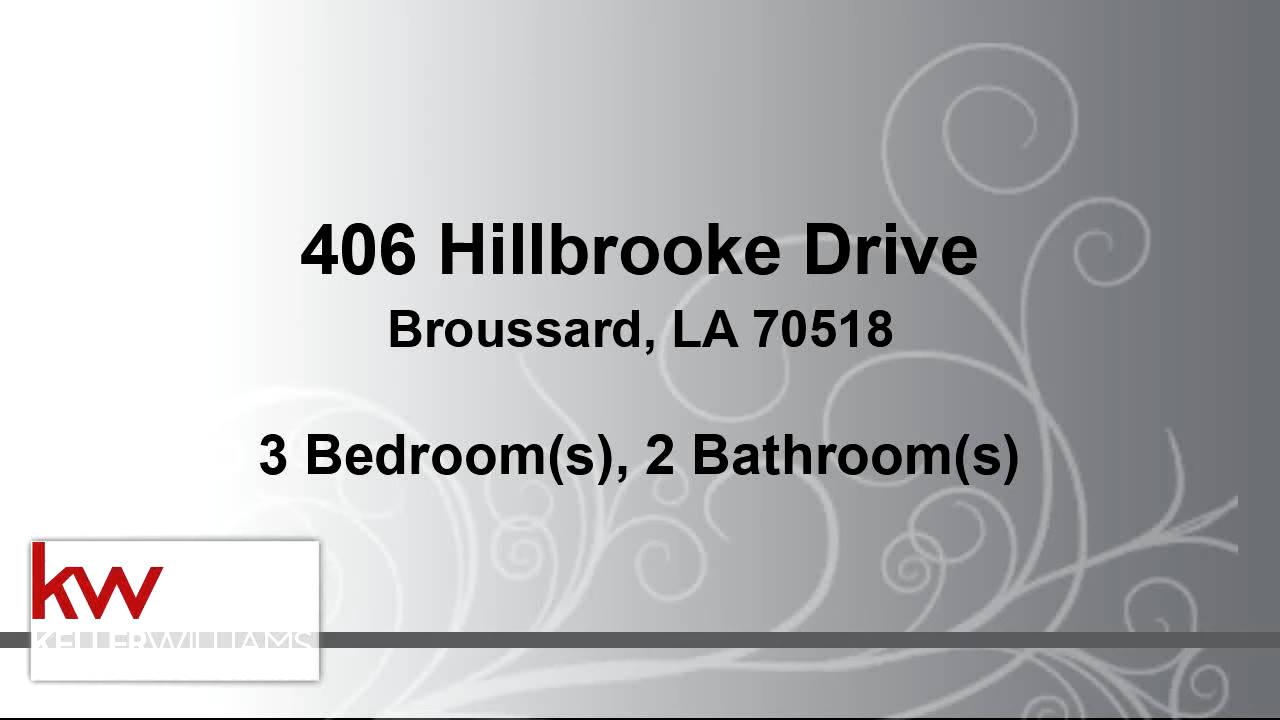 406 Hillbrooke Drive
Broussard, LA 70518
3 Bedroom(s), 2 Bathroom(s)
kw
KELLERWILLIAMS